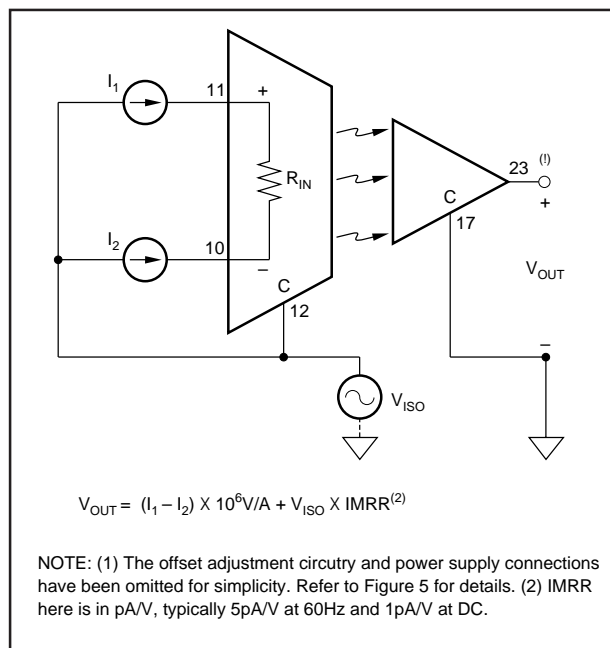 I1
11
+
RIN
I2
10
–
C
12
23
(!)
+
C
17
VOUT
–
VISO
VOUT = (I1 – I2) X 10^6V/A + VISO X IMRR(2)
NOTE: (1) The offset adjustment circutry and power supply connections
have been omitted for simplicity. Refer to Figure 5 for details. (2) IMRR
here is in pA/V, typically 5pA/V at 60Hz and 1pA/V at DC.